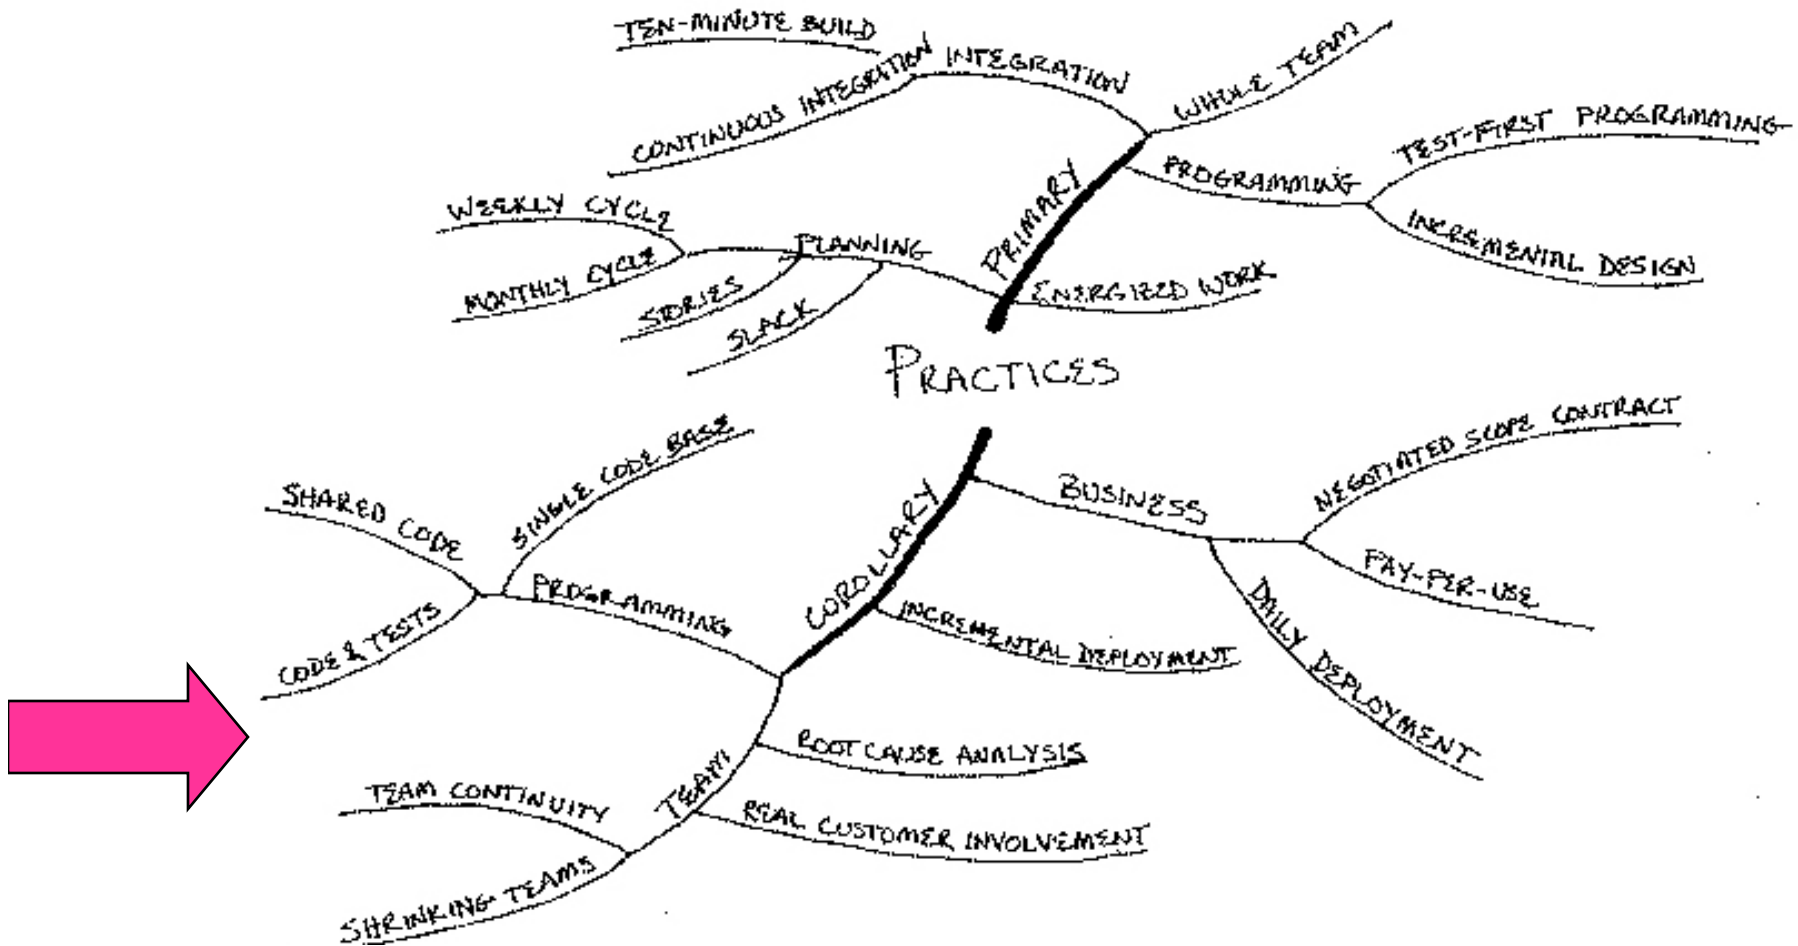 TEN-MINUTE BUILD
CONTINUOUS INTEGRATION
INTEGRATION
WHOLE TEAM
PRIMARY
PROGRAMMING
TEST-FIRST PROGRAMMING
INCREMENTAL DESIGN
WEEKLY CYCLE
MONTHLY CYCLE
PLANNING
STORIES
SLACK
ENERGIZED WORK
PRACTICES
COROLLARY
BUSINESS
NEGOTIATED SCOPE CONTRACT
PAY-PER-USE
DAILY DEPLOYMENT
INCREMENTAL DEPLOYMENT
SHARED CODE
SINGLE CODE BASE
PROGRAMMING
CODE & TESTS
TEAM
ROOT CAUSE ANALYSIS
REAL CUSTOMER INVOLVEMENT
TEAM CONTINUITY
SHRINKING TEAMS